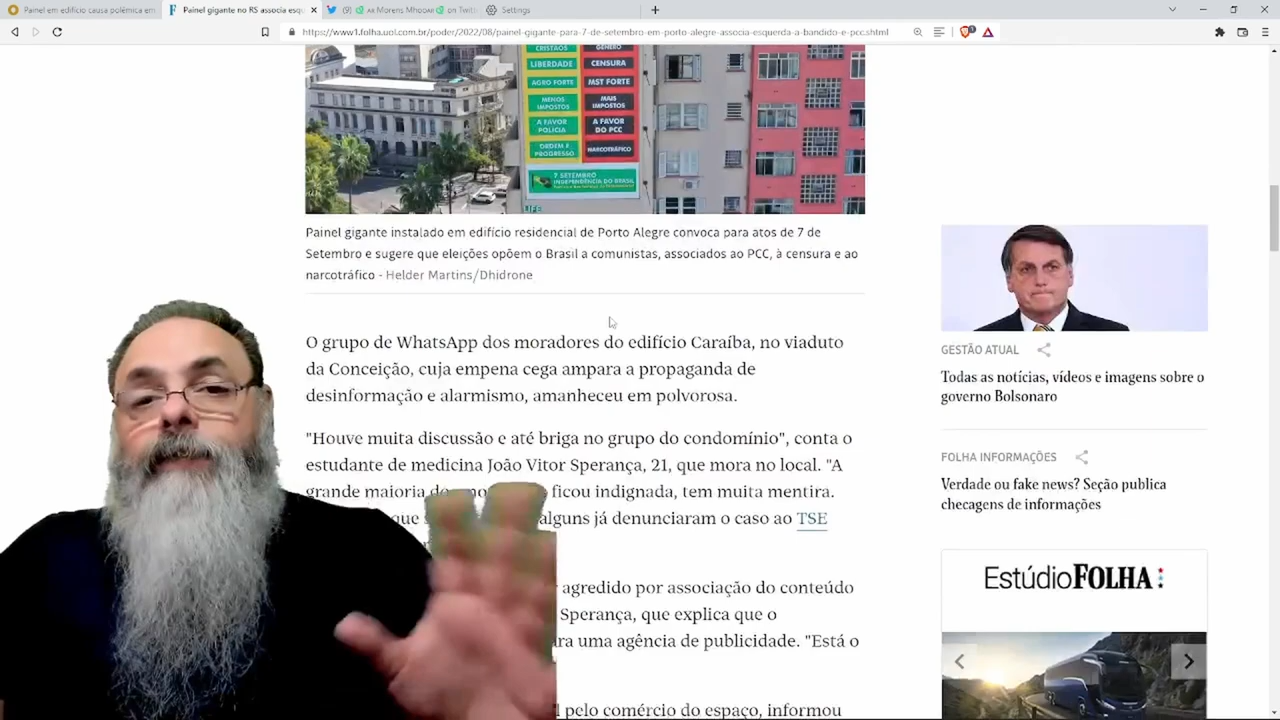 Painel em edifício causa polêmica em
Painel gigante no RS associa esqu
Settings
https://www1.folha.uol.com.br/poder/2022/08/painel-gigante-para-7-de-setembro-em-porto-alegre-associa-esquerda-a-bandido-e-pcc.shtml
CRISTÃOS
GÊNERO
LIBERDADE
CENSURA
AGRO FORTE
MST FORTE
MENOS IMPOSTOS
MAIS IMPOSTOS
A FAVOR POLÍCIA
A FAVOR DO PCC
ORDEM E PROGRESSO
NARCOTRÁFICO
7 SETEMBRO
INDEPENDÊNCIA DO BRASIL
LIFE
Painel gigante instalado em edifício residencial de Porto Alegre convoca para atos de 7 de
Setembro e sugere que eleições opõem o Brasil a comunistas, associados ao PCC, à censura e ao
narcotráfico - Helder Martins/Dhidrone
O grupo de WhatsApp dos moradores do edifício Caraíba, no viaduto
da Conceição, cuja empena cega ampara a propaganda de
desinformação e alarmismo, amanheceu em polvorosa.
"Houve muita discussão e até briga no grupo do condomínio", conta o
estudante de medicina João Vitor Sperança, 21, que mora no local. "A
grande maioria ficou indignada, tem muita mentira.
que alguns já denunciaram o caso ao TSE
agredido por associação do conteúdo
Sperança, que explica que o
uma agência de publicidade. "Está o
pelo comércio do espaço, informou
GESTÃO ATUAL
Todas as notícias, vídeos e imagens sobre o
governo Bolsonaro
FOLHA INFORMAÇÕES
Verdade ou fake news? Seção publica
checagens de informações
EstúdioFOLHA: